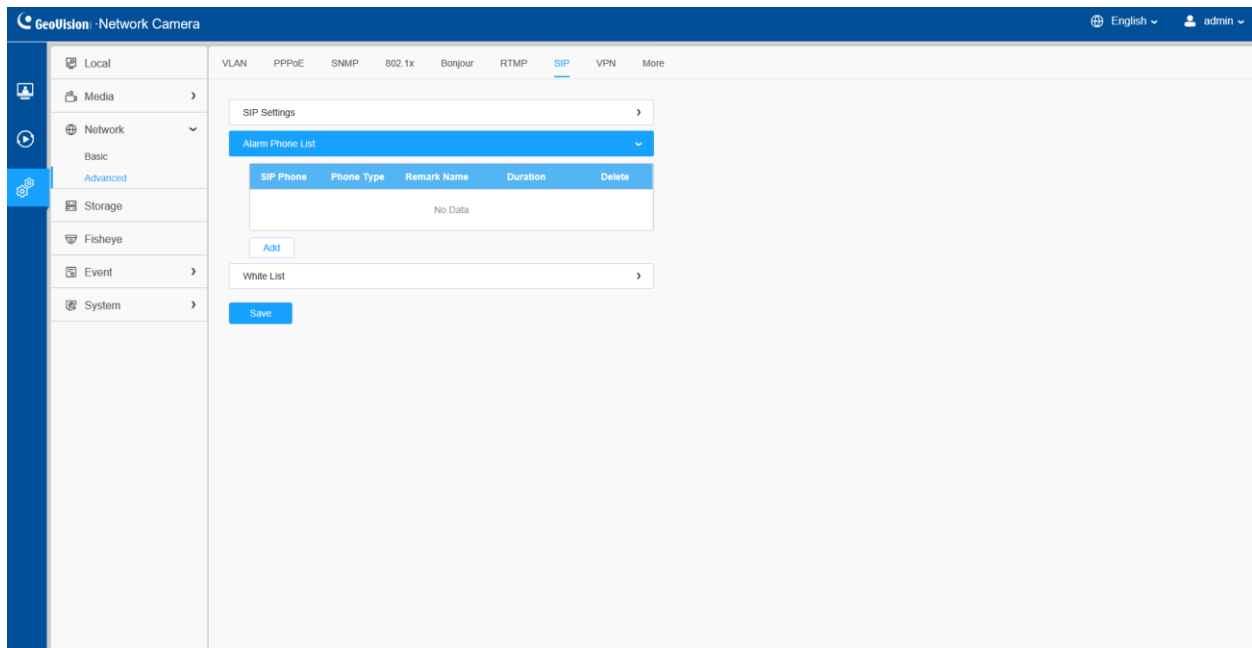 GeoVision Network Camera
English
admin
Local
Media
Network
Basic
Advanced
Storage
Fisheye
Event
System
VLAN PPPoE SNMP 802.1x Bonjour RTMP SIP VPN More
SIP Settings
Alarm Phone List
SIP Phone Phone Type Remark Name Duration Delete
No Data
Add
White List
Save